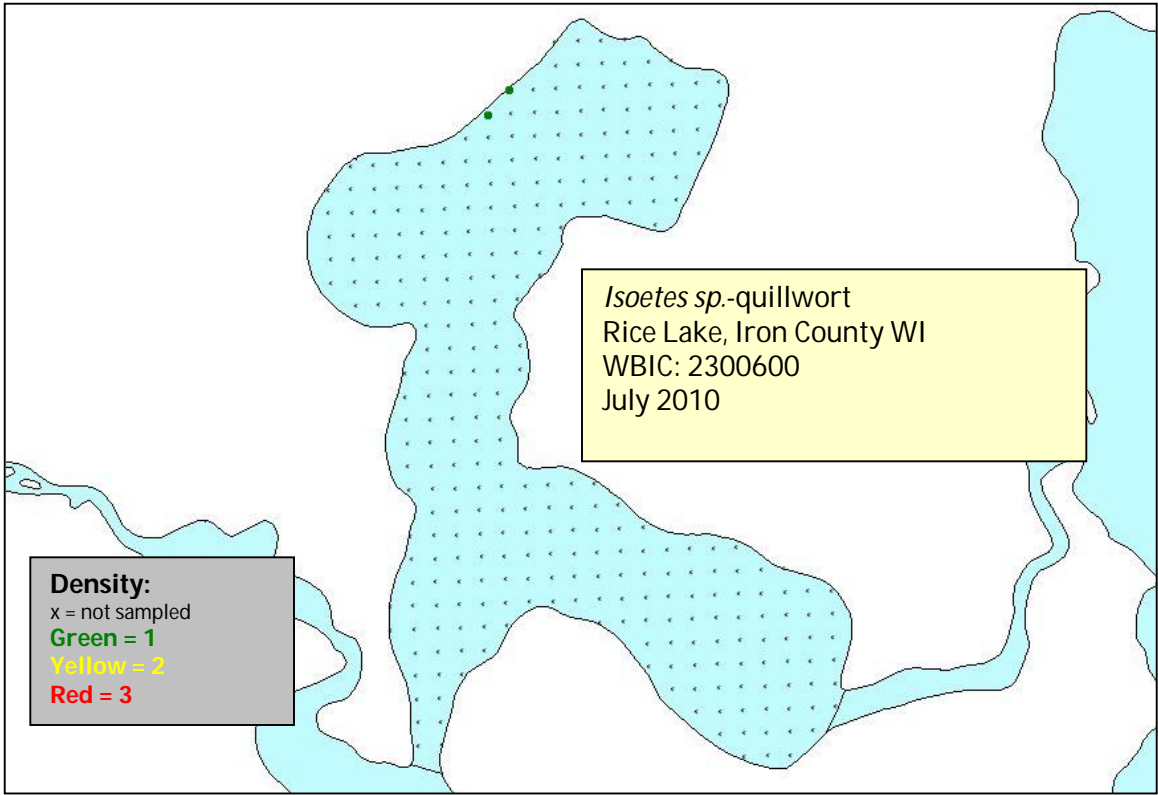 Isoetes sp.-quillwort
Rice Lake, Iron County WI
WBIC: 2300600
July 2010
Density:
x = not sampled
Green = 1
Yellow = 2
Red = 3